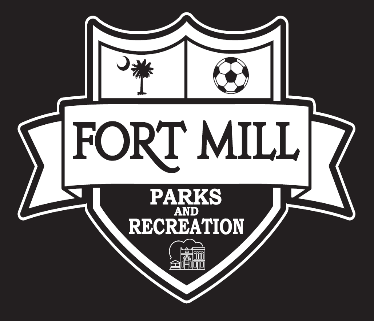 FORT MILL
PARKS
AND
RECREATION